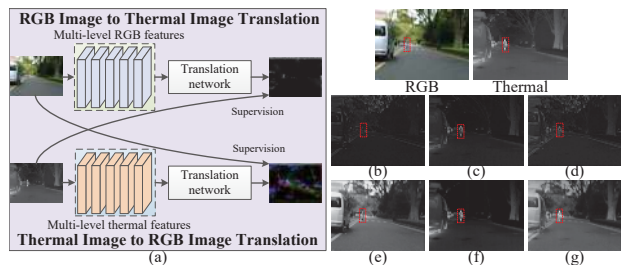 RGB Image to Thermal Image Translation
Multi-level RGB features
Translation
network
Supervision
Supervision
Translation
network
Multi-level thermal features
Thermal Image to RGB Image Translation
(a)
RGB
Thermal
(b)
(c)
(d)
(e)
(f)
(g)